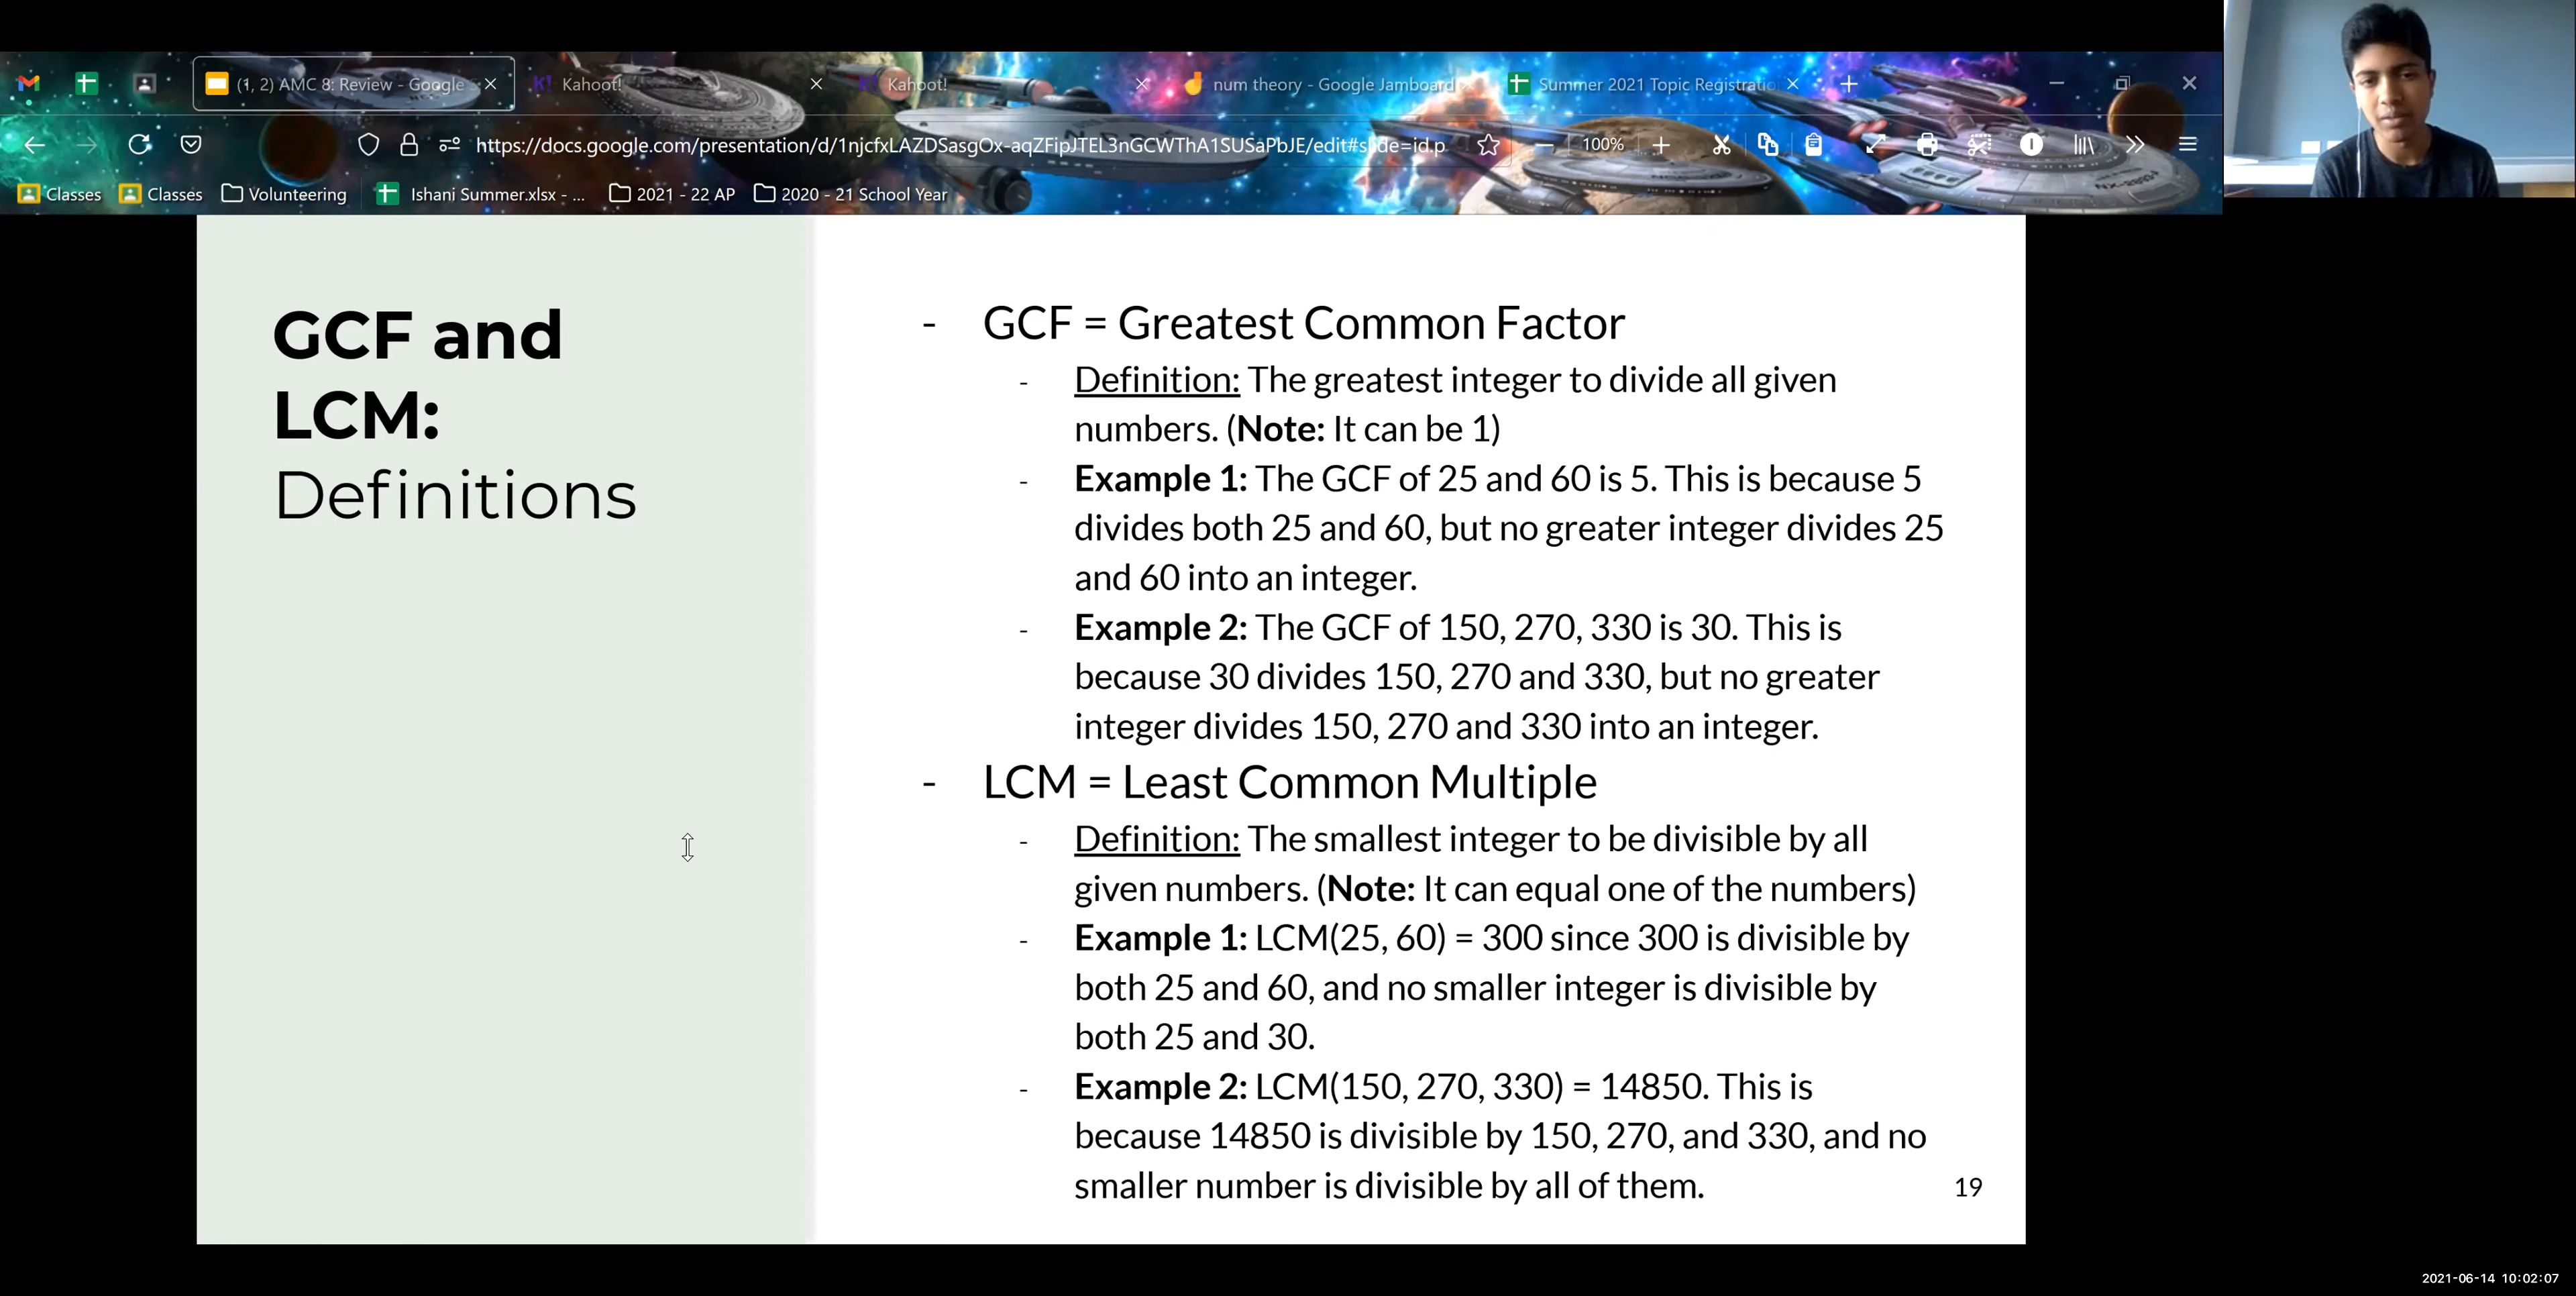 (1, 2) AMC 8: Review - Google S
K! Kahoot!
Kahoot!
num theory - Google Jamboard
Summer 2021 Topic Registratio
https://docs.google.com/presentation/d/1njcfxLAZDSasgOx-aqZFipJTEL3nGCWThA1SUSaPbJE/edit#slide=id.p
100%
Classes
Classes
Volunteering
Ishani Summer.xlsx - ...
2021 - 22 AP
2020 - 21 School Year
GCF and
LCM:
Definitions
- GCF = Greatest Common Factor
- Definition: The greatest integer to divide all given
numbers. (Note: It can be 1)
- Example 1: The GCF of 25 and 60 is 5. This is because 5
divides both 25 and 60, but no greater integer divides 25
and 60 into an integer.
- Example 2: The GCF of 150, 270, 330 is 30. This is
because 30 divides 150, 270 and 330, but no greater
integer divides 150, 270 and 330 into an integer.
- LCM = Least Common Multiple
- Definition: The smallest integer to be divisible by all
given numbers. (Note: It can equal one of the numbers)
- Example 1: LCM(25, 60) = 300 since 300 is divisible by
both 25 and 60, and no smaller integer is divisible by
both 25 and 30.
- Example 2: LCM(150, 270, 330) = 14850. This is
because 14850 is divisible by 150, 270, and 330, and no
smaller number is divisible by all of them.
19
2021-06-14 10:02:07